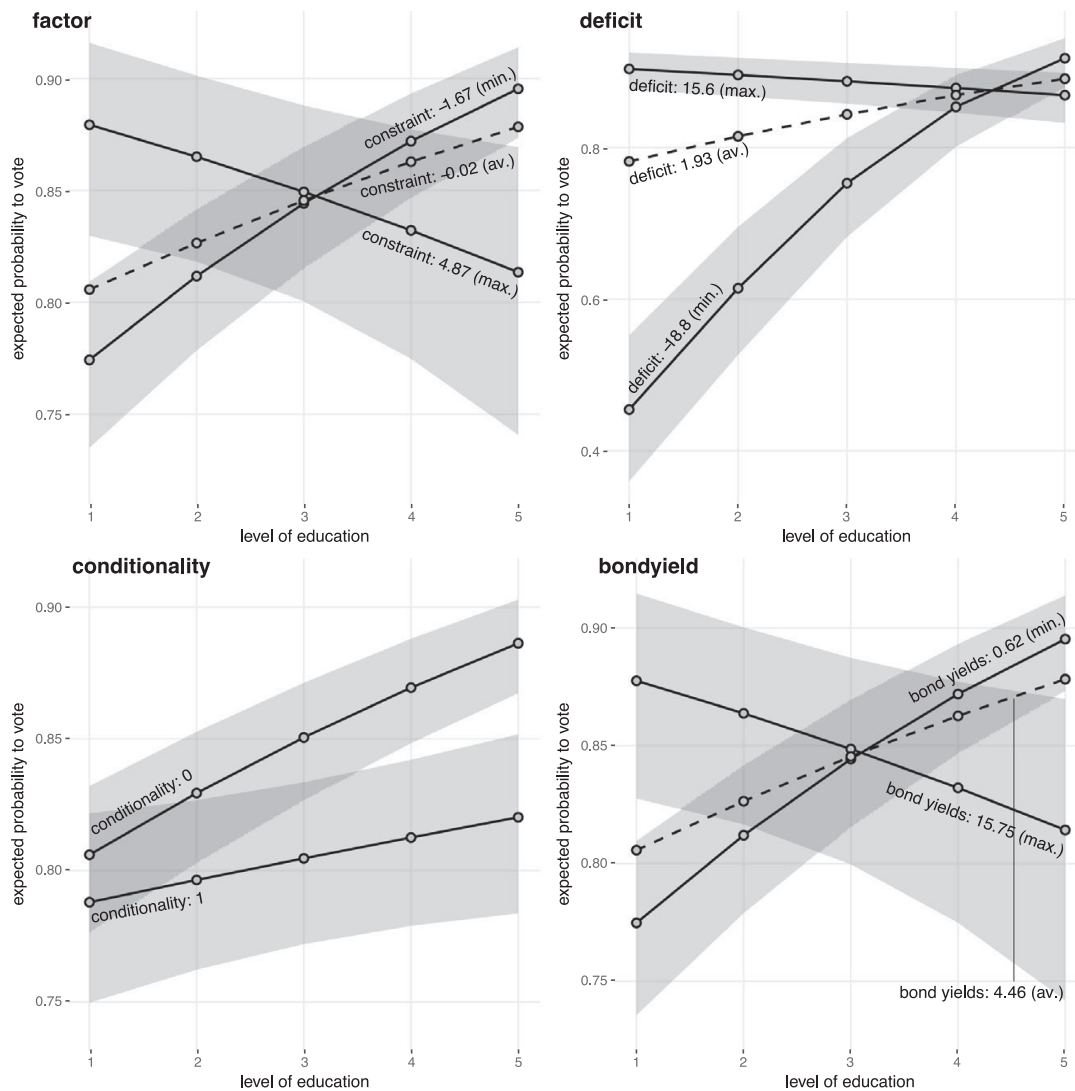 factor
expected probability to vote
0.90
0.85
0.80
0.75
constraint: –1.67 (min.)
constraint: –0.02 (av.)
constraint: 4.87 (max.)
1 2 3 4 5
level of education
deficit
expected probability to vote
0.8
0.6
0.4
deficit: 15.6 (max.)
deficit: 1.93 (av.)
deficit: –18.8 (min.)
1 2 3 4 5
level of education
conditionality
expected probability to vote
0.90
0.85
0.80
0.75
conditionality: 0
conditionality: 1
1 2 3 4 5
level of education
bondyield
expected probability to vote
0.90
0.85
0.80
0.75
bond yields: 0.62 (min.)
bond yields: 15.75 (max.)
bond yields: 4.46 (av.)
1 2 3 4 5
level of education